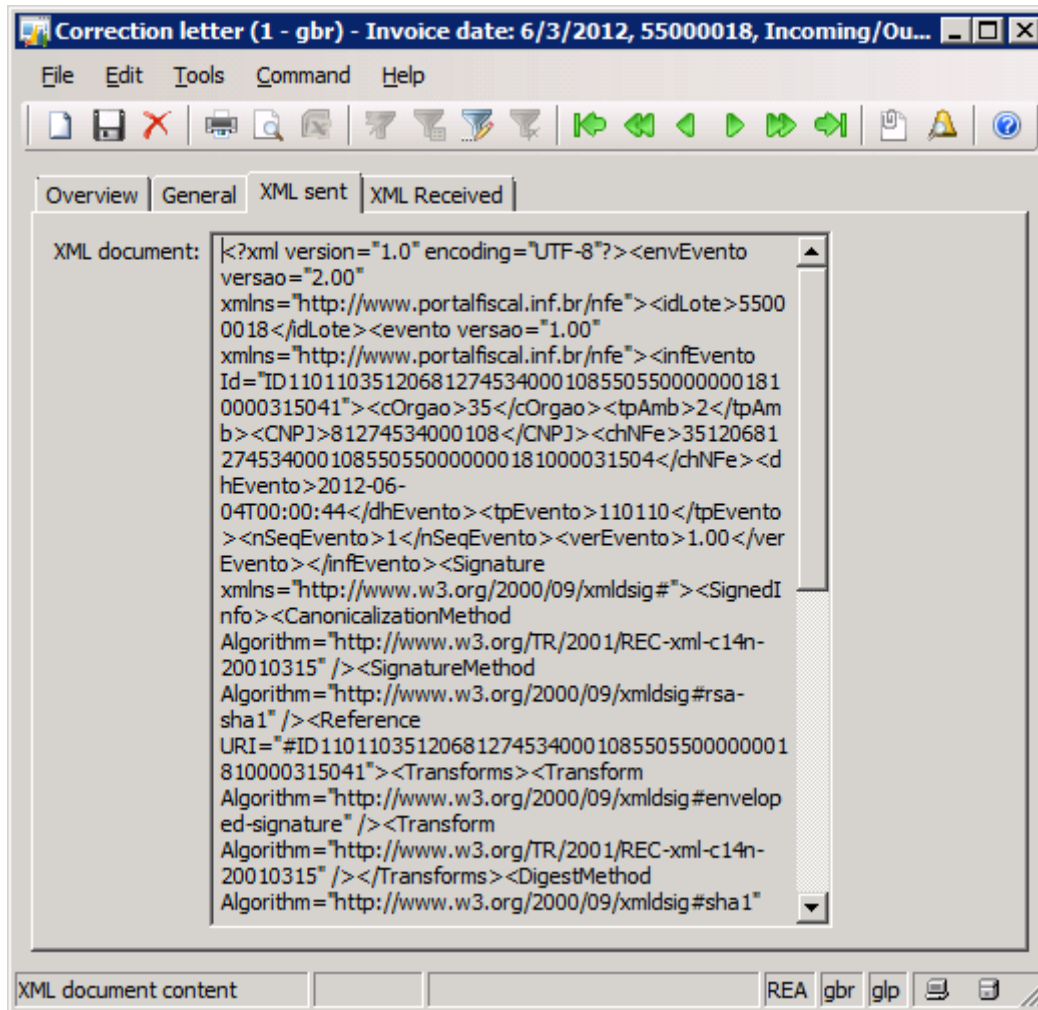 Correction letter (1 - gbr) - Invoice date: 6/3/2012, 55000018, Incoming/Ou...
File Edit Tools Command Help
Overview General XML sent XML Received
XML document:
<?xml version="1.0" encoding="UTF-8"?><envEvento
versao="2.00"
xmlns="http://www.portalfiscal.inf.br/nfe"><idLote>5500
0018</idLote><evento versao="1.00"
xmlns="http://www.portalfiscal.inf.br/nfe"><infEvento
Id="ID11011035120681274534000108550550000000181
0000315041"><cOrgao>35</cOrgao><tpAmb>2</tpAm
b><CNPJ>81274534000108</CNPJ><chNFe>35120681
274534000108550550000000181000031504</chNFe><d
hEvento>2012-06-
04T00:00:44</dhEvento><tpEvento>110110</tpEvento
><nSeqEvento>1</nSeqEvento><verEvento>1.00</ver
Evento></infEvento><Signature
xmlns="http://www.w3.org/2000/09/xmldsig#"><SignedI
nfo><CanonicalizationMethod
Algorithm="http://www.w3.org/TR/2001/REC-xml-c14n-
20010315" /><SignatureMethod
Algorithm="http://www.w3.org/2000/09/xmldsig#rsa-
sha1" /><Reference
URI="#ID110110351206812745340001085505500000001
810000315041"><Transforms><Transform
Algorithm="http://www.w3.org/2000/09/xmldsig#envelop
ed-signature" /><Transform
Algorithm="http://www.w3.org/TR/2001/REC-xml-c14n-
20010315" /></Transforms><DigestMethod
Algorithm="http://www.w3.org/2000/09/xmldsig#sha1"
XML document content REA gbr glp